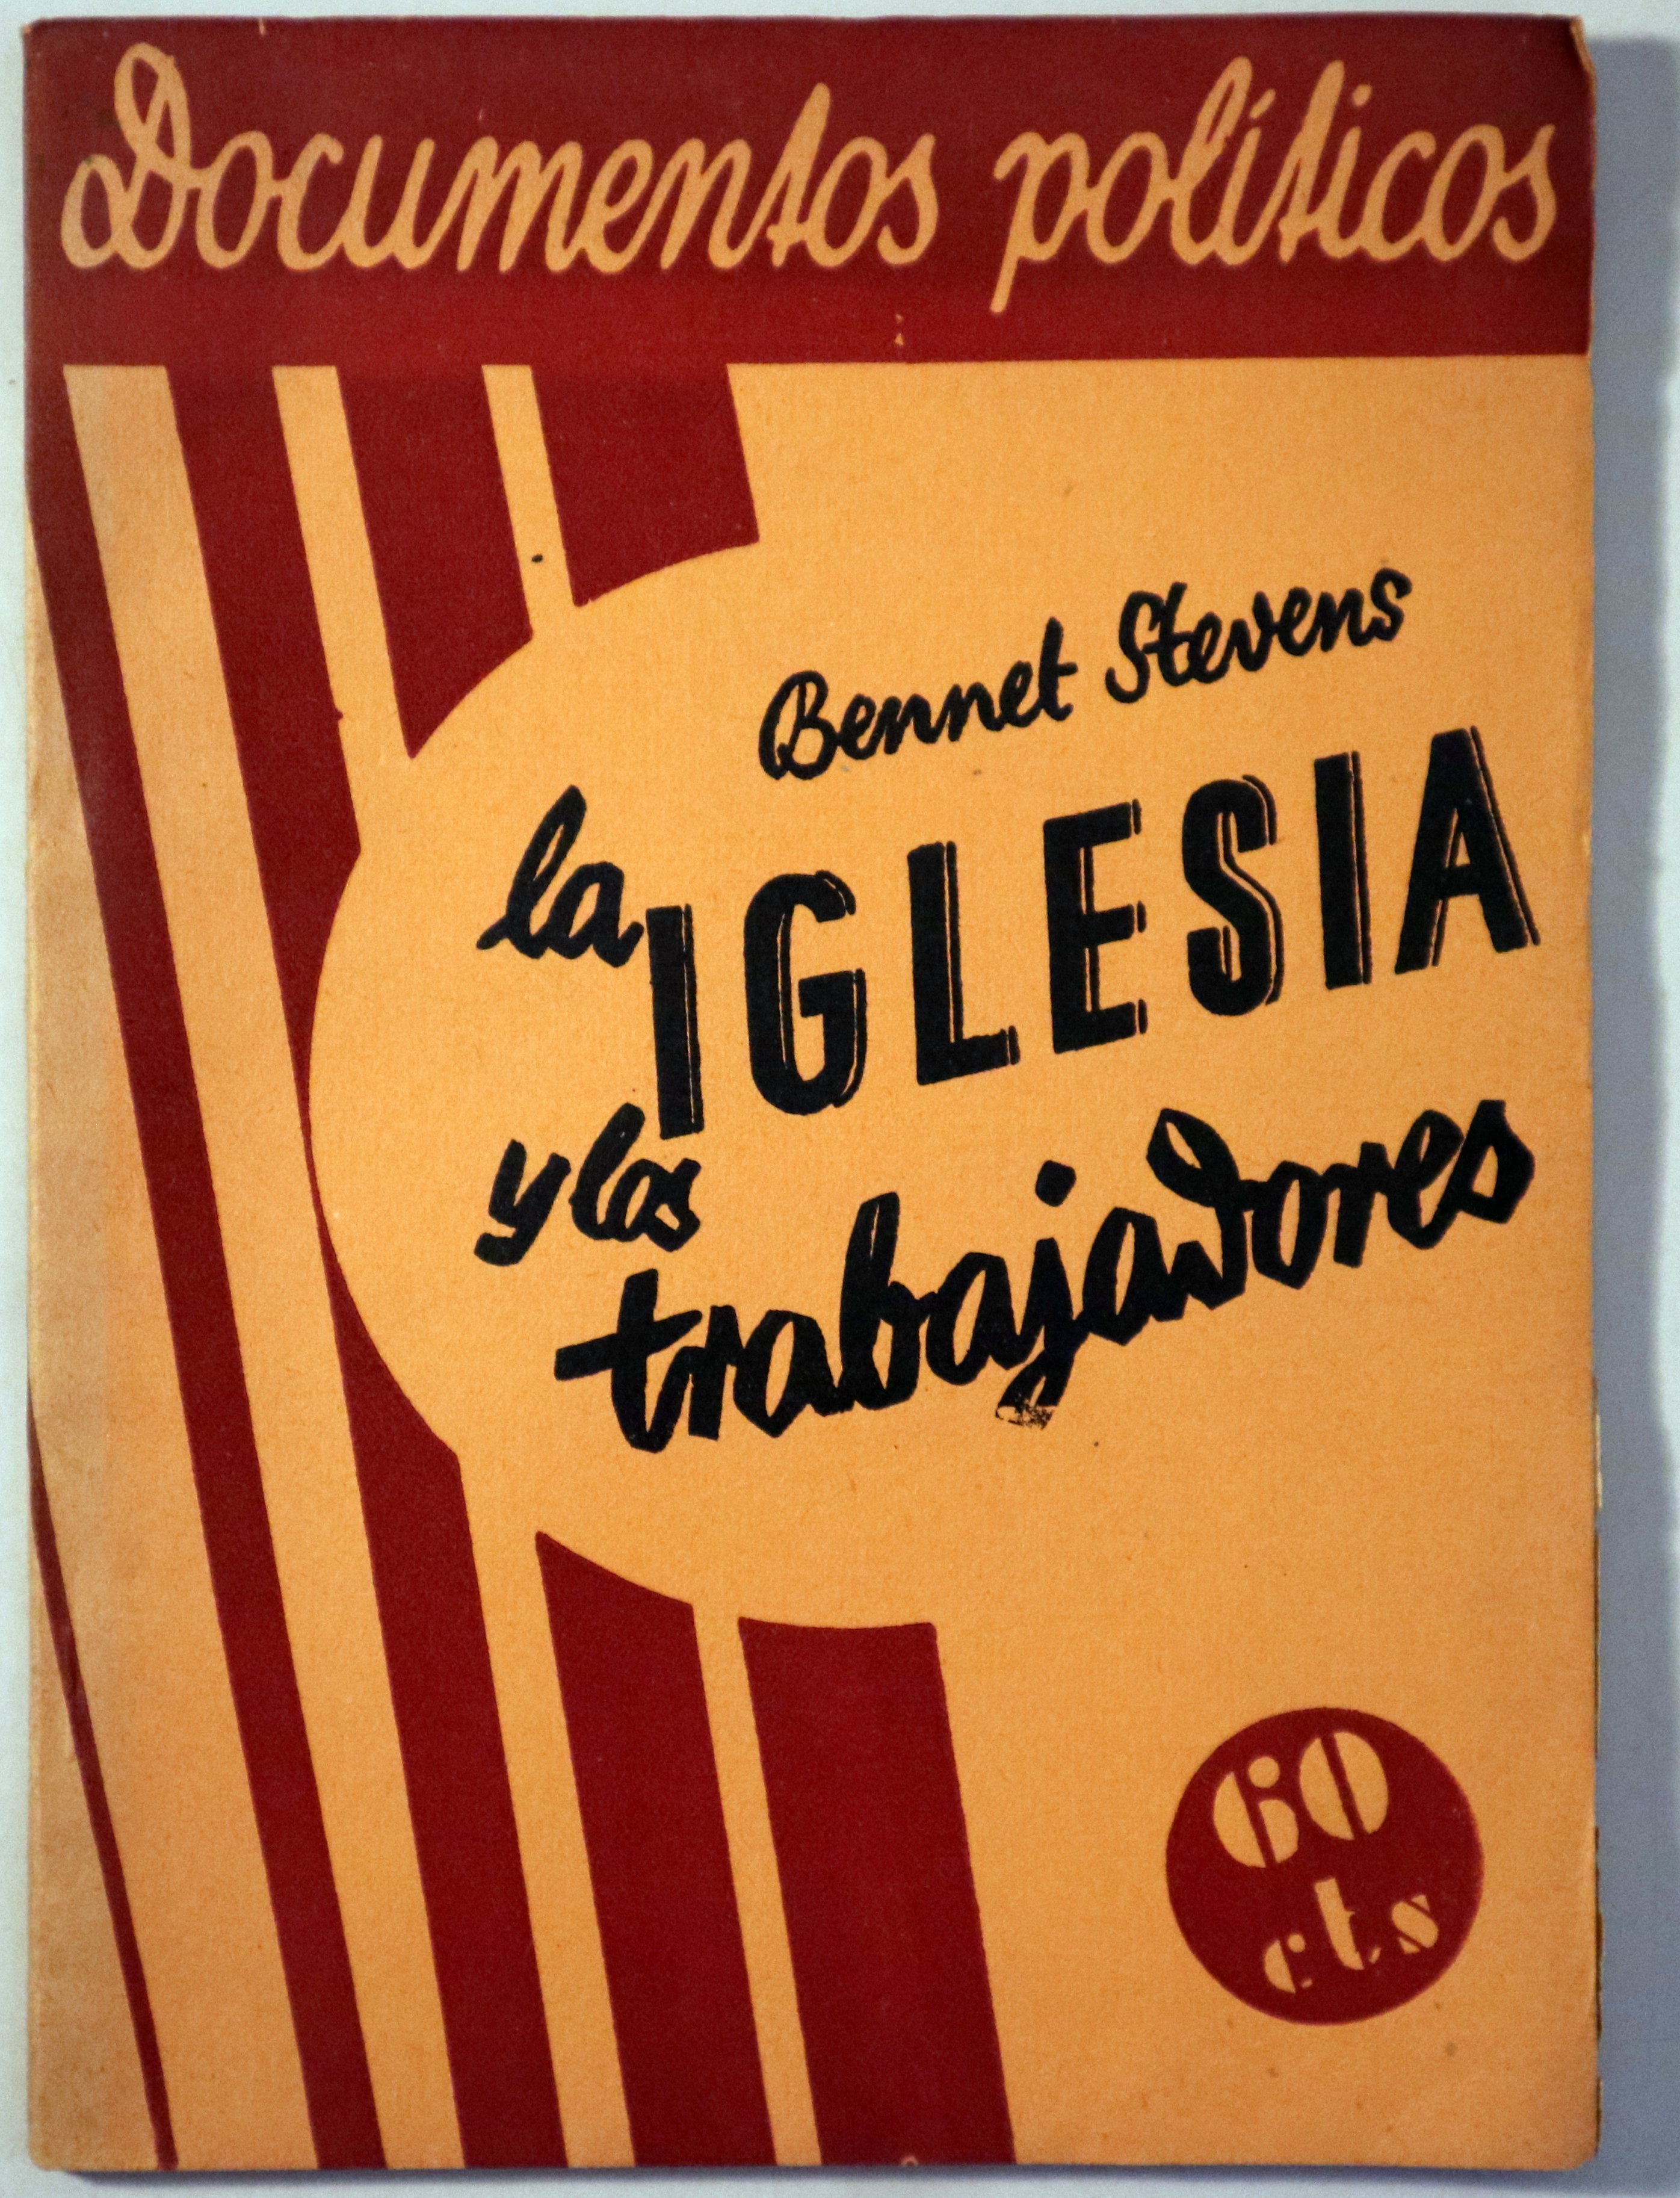 Documentos políticos
Bennet Stevens
la IGLESIA
y los
trabajadores
60
cts